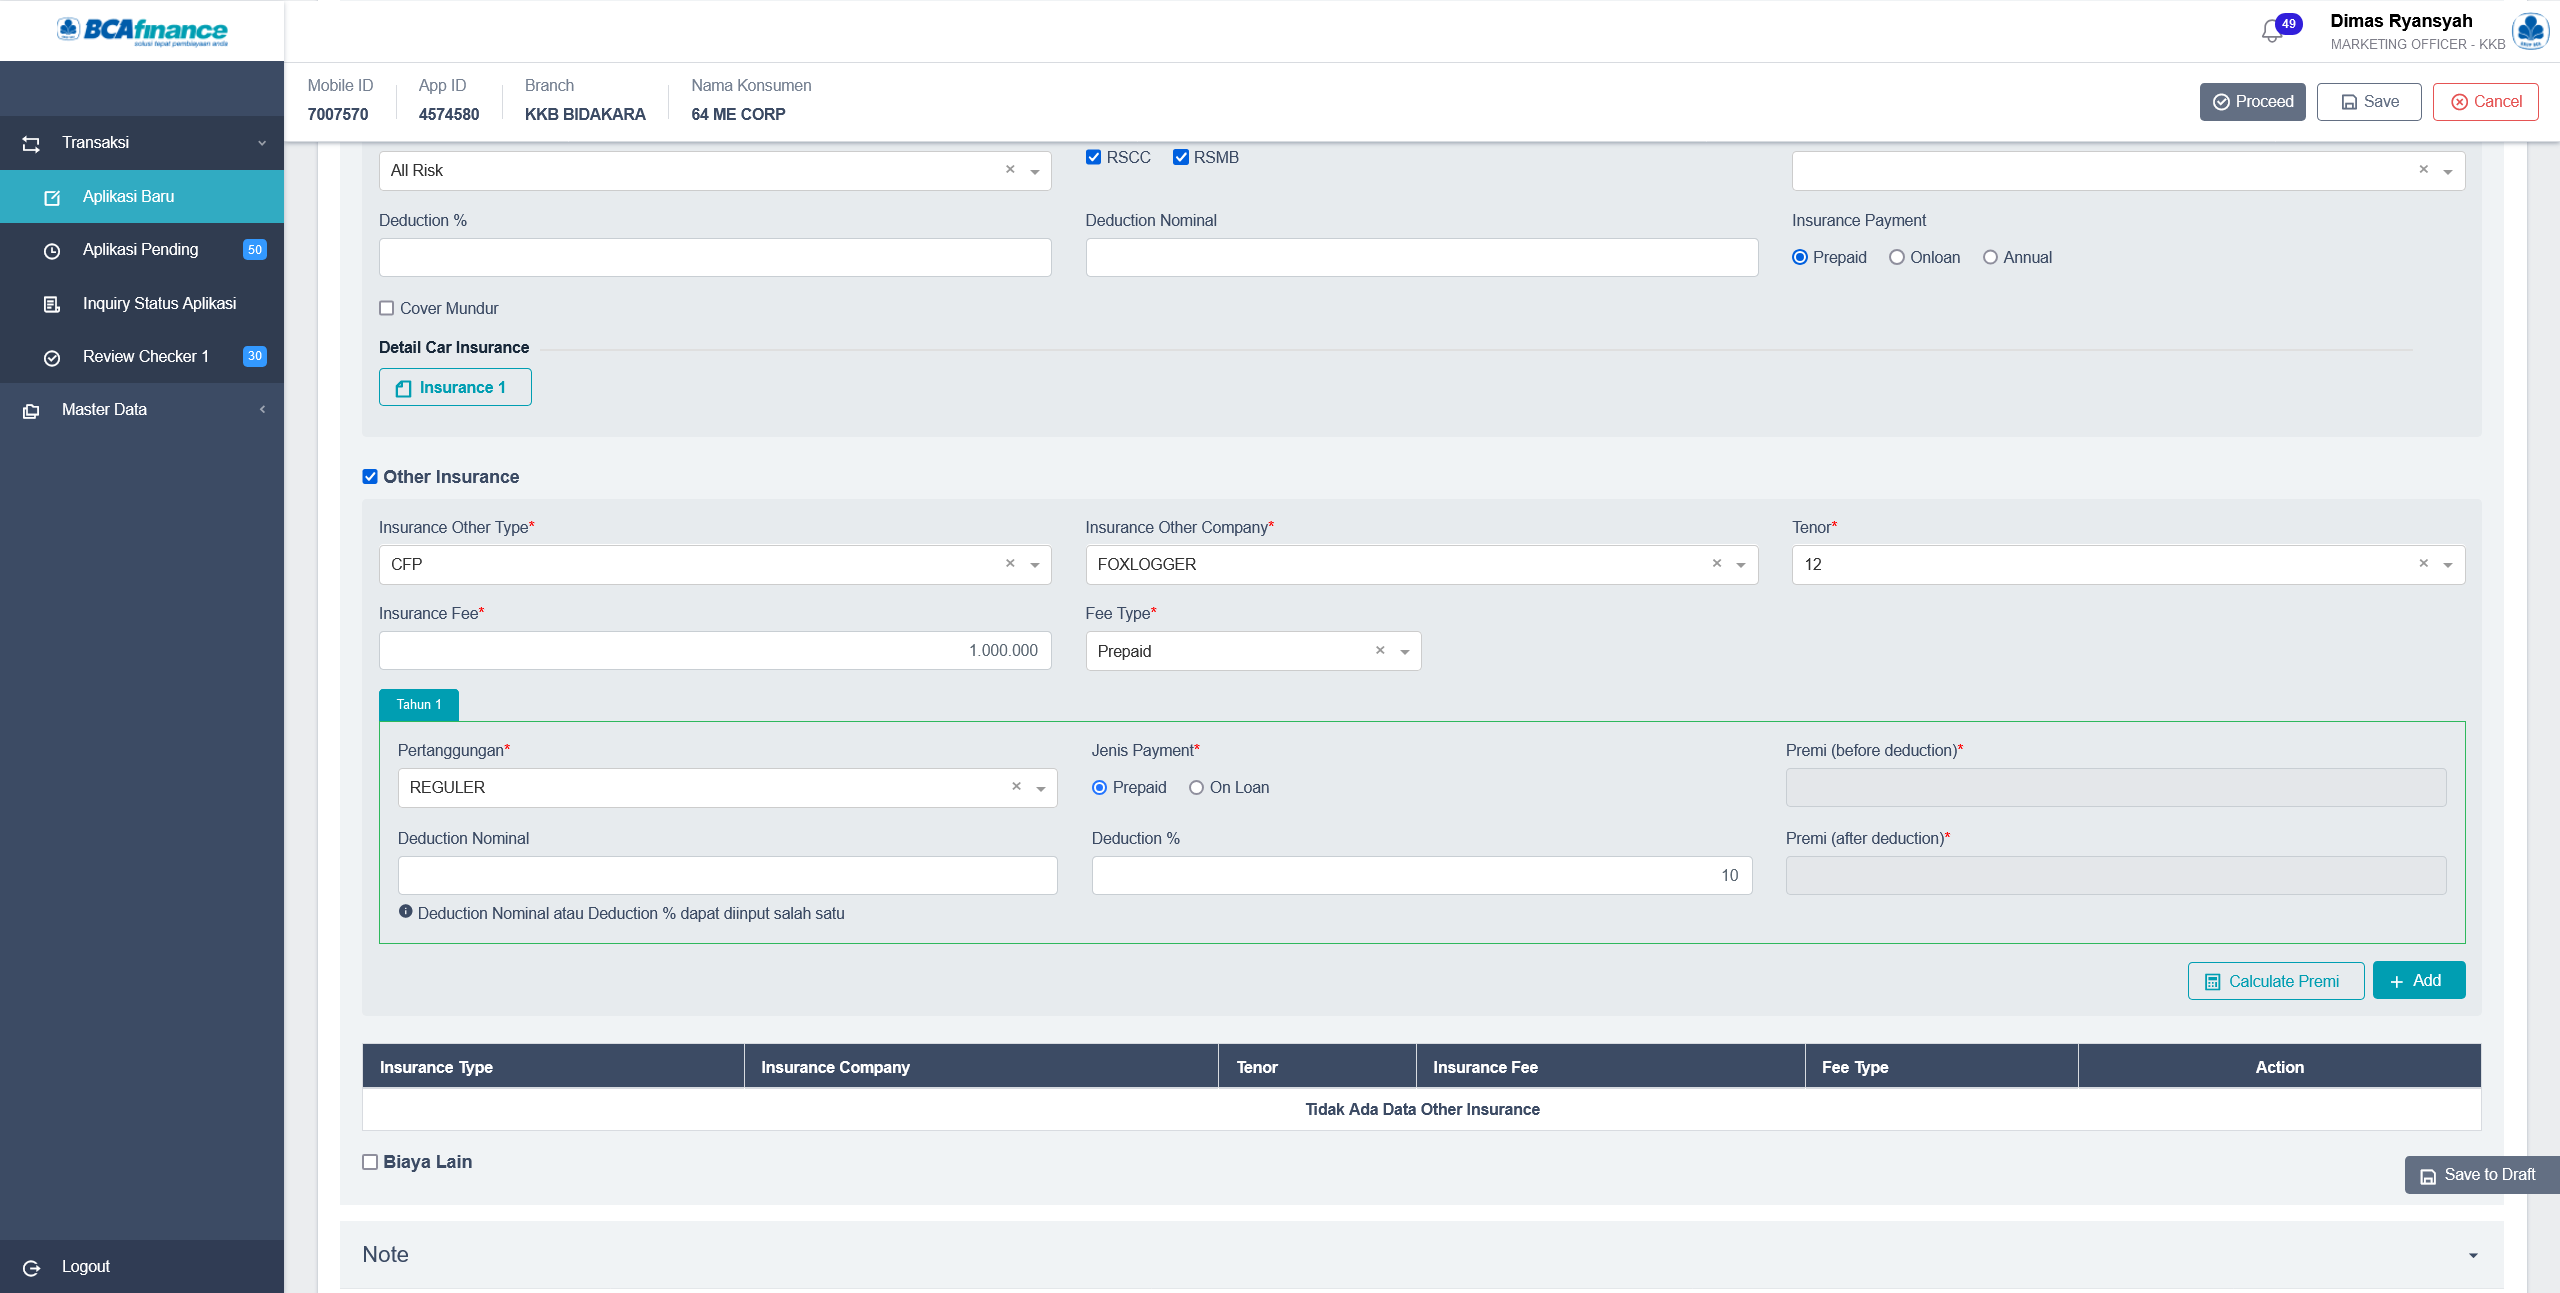 BCAfinance
solusi tepat pembiayaan anda
49
Dimas Ryansyah
MARKETING OFFICER - KKB
Mobile ID
7007570
App ID
4574580
Branch
KKB BIDAKARA
Nama Konsumen
64 ME CORP
Proceed
Save
Cancel
Transaksi
Aplikasi Baru
Aplikasi Pending 50
Inquiry Status Aplikasi
Review Checker 1 30
Master Data
Logout
All Risk
RSCC RSMB
Deduction %
Deduction Nominal
Insurance Payment
Prepaid Onloan Annual
Cover Mundur
Detail Car Insurance
Insurance 1
Other Insurance
Insurance Other Type*
Insurance Other Company*
Tenor*
CFP
FOXLOGGER
12
Insurance Fee*
Fee Type*
1.000.000
Prepaid
Tahun 1
Pertanggungan*
Jenis Payment*
Premi (before deduction)*
REGULER
Prepaid On Loan
Deduction Nominal
Deduction %
Premi (after deduction)*
10
Deduction Nominal atau Deduction % dapat diinput salah satu
Calculate Premi
Add
Insurance Type Insurance Company Tenor Insurance Fee Fee Type Action
Tidak Ada Data Other Insurance
Biaya Lain
Save to Draft
Note